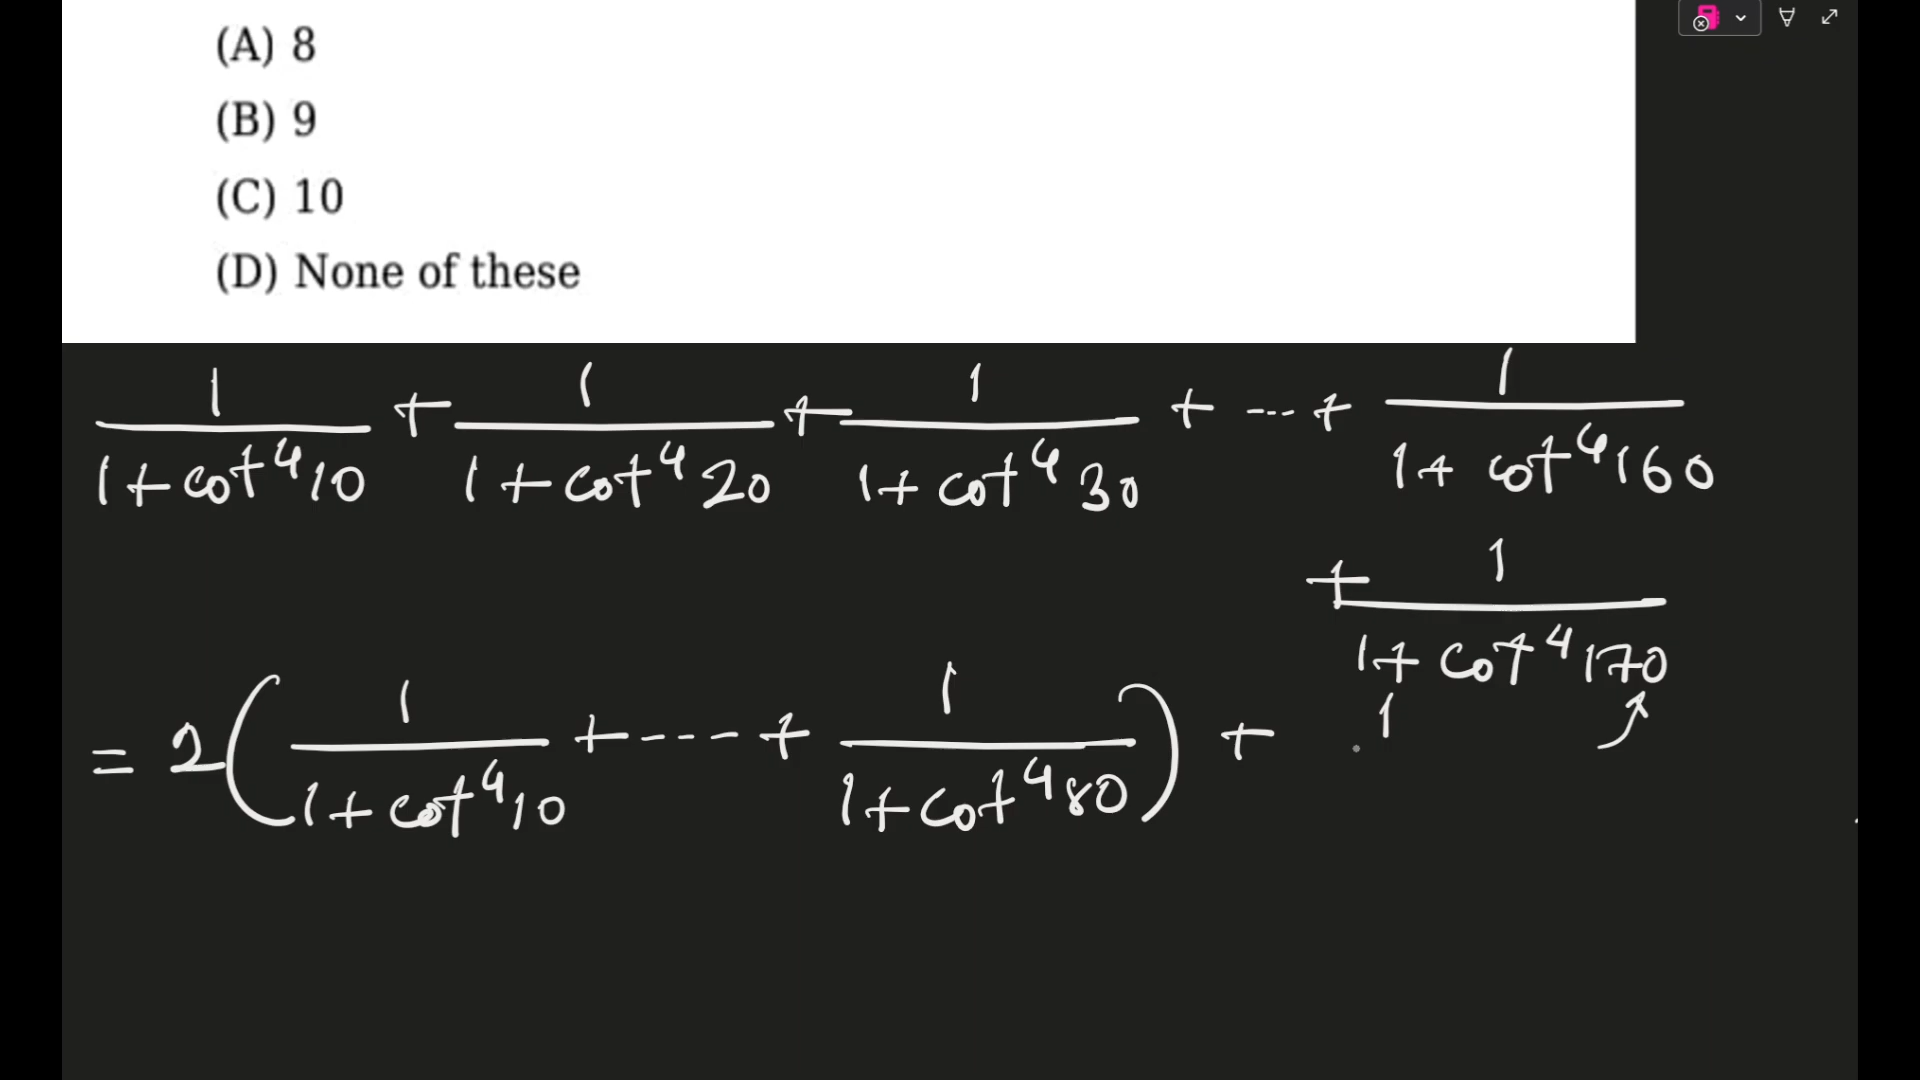 (A) 8
(B) 9
(C) 10
(D) None of these
1/(1+cot⁴10) + 1/(1+cot⁴20) + 1/(1+cot⁴30) + --- + 1/(1+cot⁴160)
+ 1/(1+cot⁴170)
= 2(1/(1+cot⁴10) + ---- + 1/(1+cot⁴80)) + 1